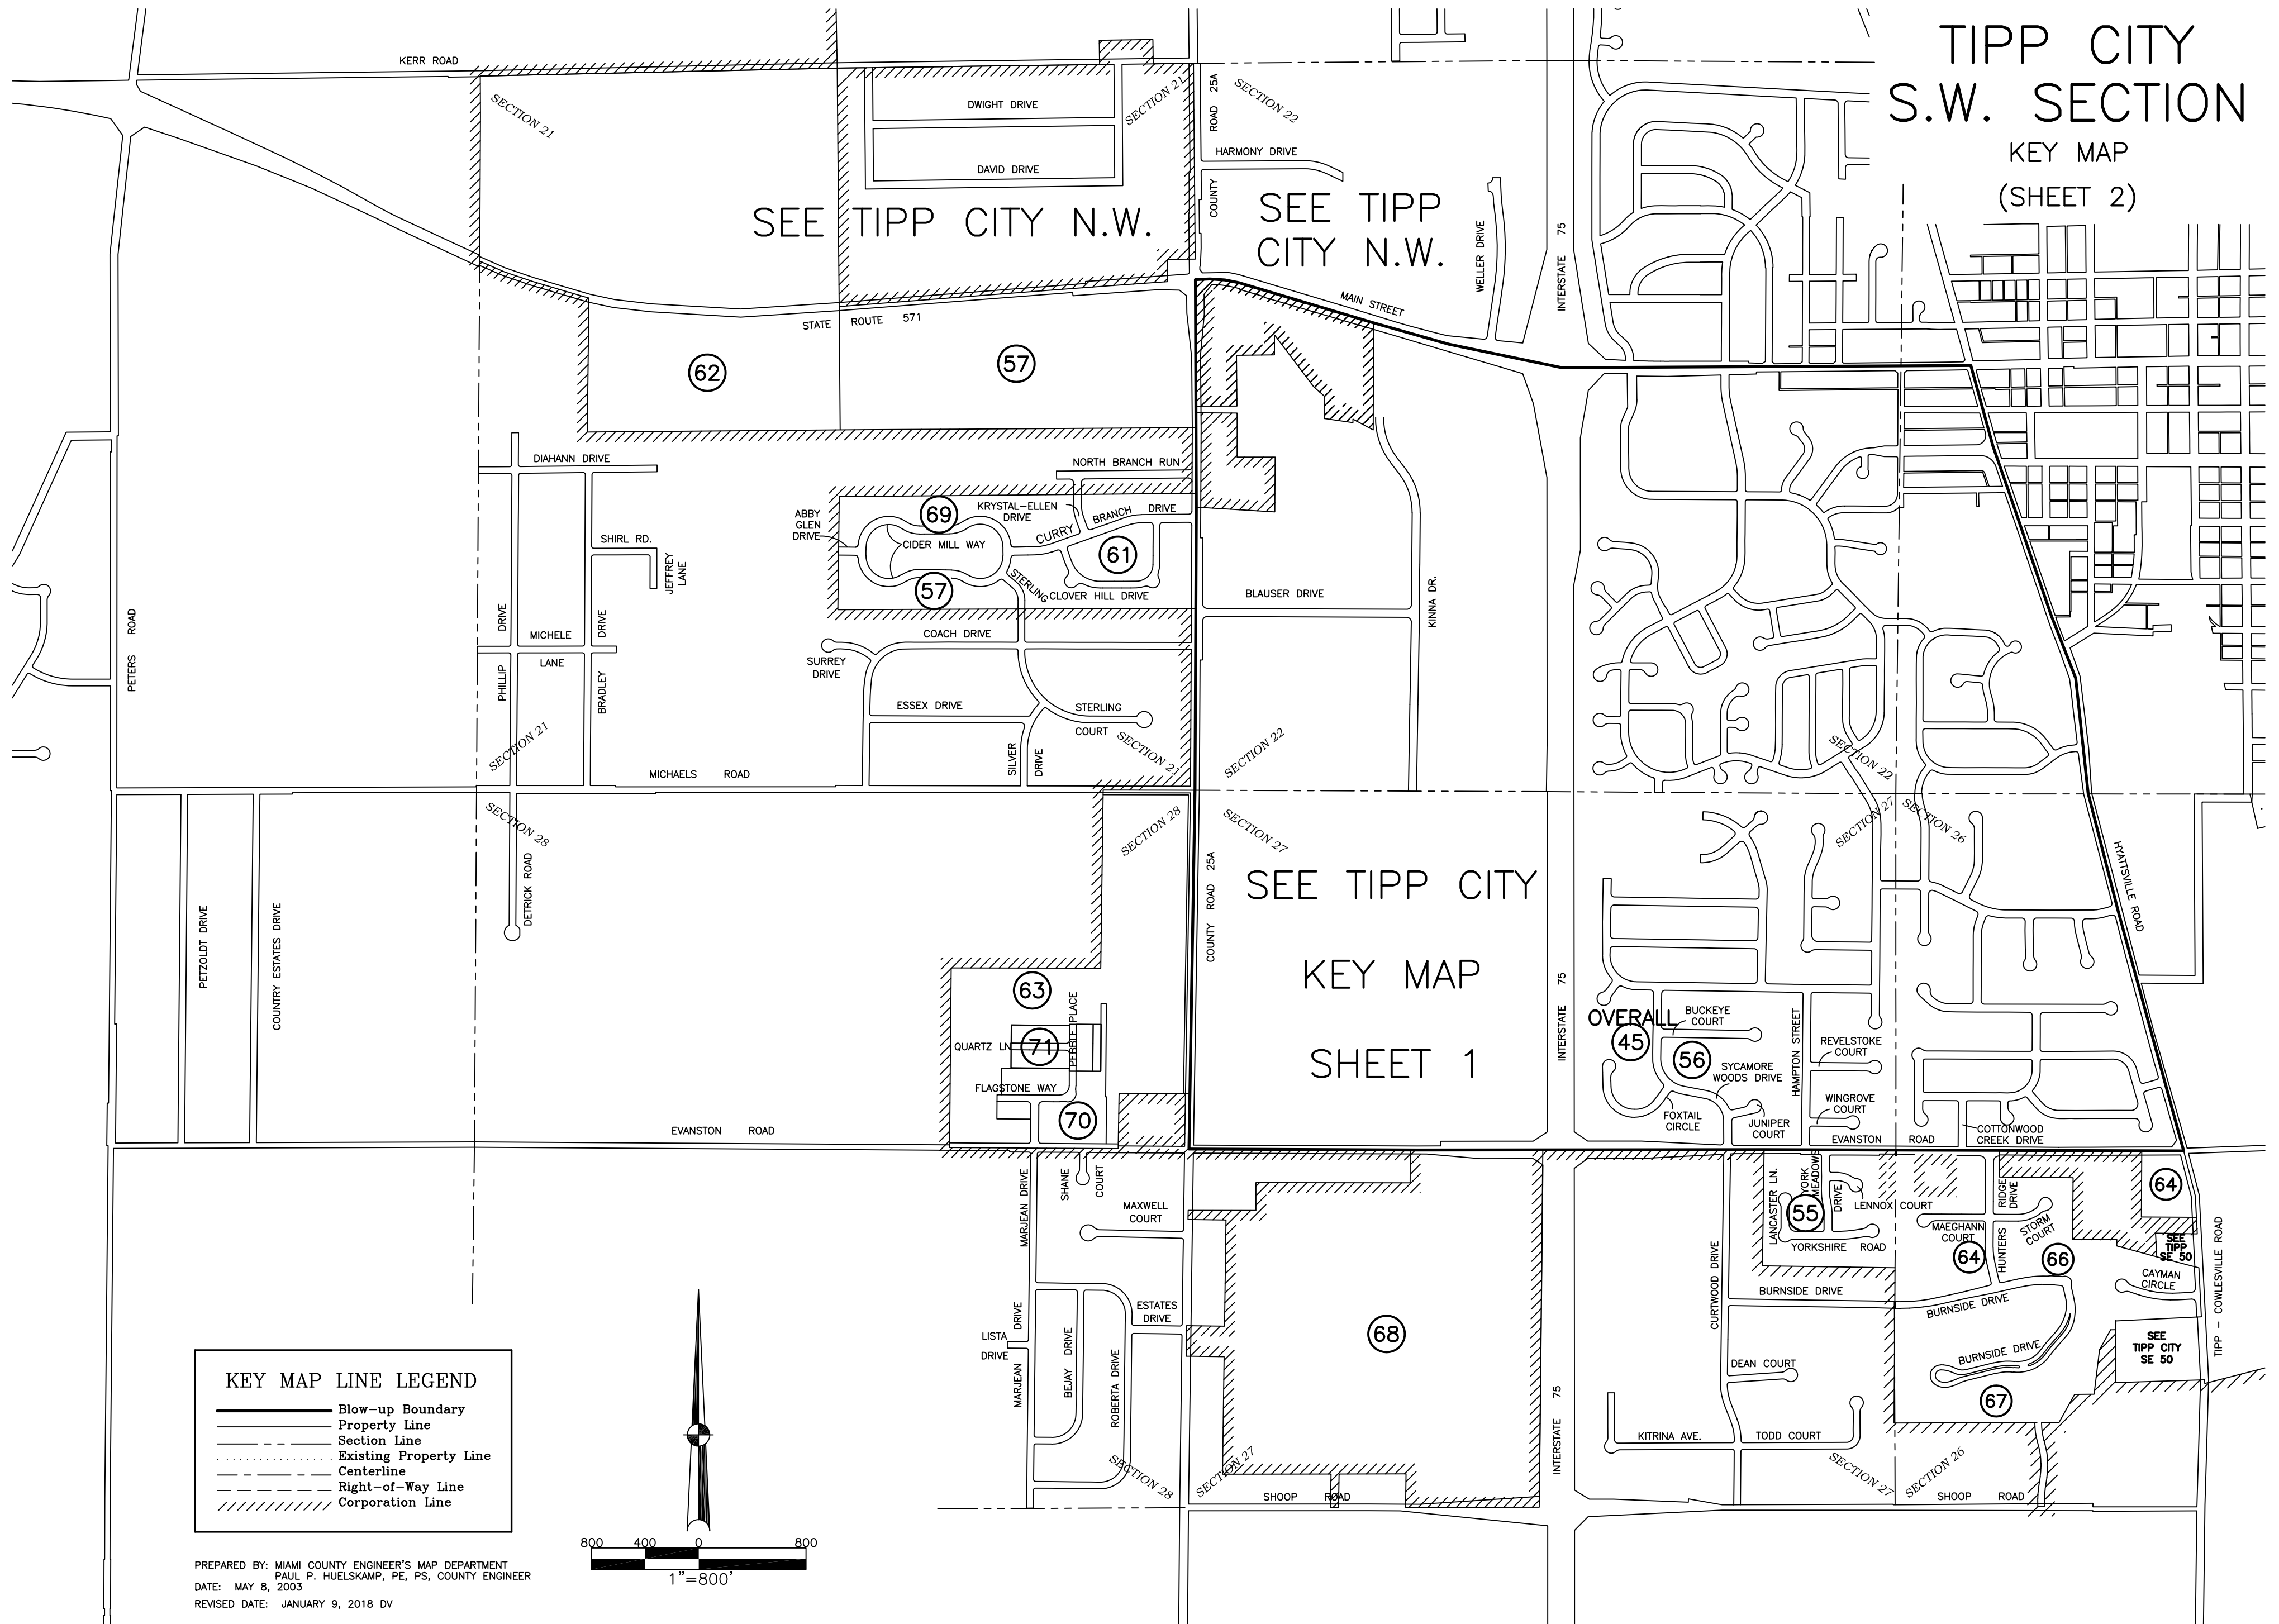 TIPP CITY
S.W. SECTION
KEY MAP
(SHEET 2)
KERR ROAD
SECTION 21
DWIGHT DRIVE
DAVID DRIVE
SECTION 21
COUNTY ROAD 25A
SECTION 22
HARMONY DRIVE
SEE TIPP CITY N.W.
SEE TIPP
CITY N.W.
WELLER DRIVE
INTERSTATE 75
MAIN STREET
STATE ROUTE 571
62
57
DIAHANN DRIVE
NORTH BRANCH RUN
ABBY
GLEN
DRIVE
69
KRYSTAL-ELLEN
DRIVE
CURRY BRANCH DRIVE
CIDER MILL WAY
61
57
STERLING
CLOVER HILL DRIVE
SHIRL RD.
JEFFREY
LANE
PETERS ROAD
PHILLIP DRIVE
MICHELE
LANE
BRADLEY DRIVE
COACH DRIVE
SURREY
DRIVE
ESSEX DRIVE
STERLING
COURT
SILVER DRIVE
BLAUSER DRIVE
KINNA DR.
SECTION 21
SECTION 21
SECTION 22
SECTION 22
MICHAELS ROAD
SECTION 28
SECTION 28
SECTION 27
SECTION 27
SECTION 26
DETRICK ROAD
PETZOLDT DRIVE
COUNTRY ESTATES DRIVE
COUNTY ROAD 25A
SEE TIPP CITY
KEY MAP
SHEET 1
INTERSTATE 75
HYATTSVILLE ROAD
63
QUARTZ LN
71
PEBBLE PLACE
FLAGSTONE WAY
70
OVERALL
45
BUCKEYE
COURT
56
SYCAMORE
WOODS DRIVE
FOXTAIL
CIRCLE
JUNIPER
COURT
HAMPTON STREET
REVELSTOKE
COURT
WINGROVE
COURT
COTTONWOOD
CREEK DRIVE
EVANSTON ROAD
EVANSTON ROAD
MARJEAN DRIVE
SHANE COURT
MAXWELL
COURT
ESTATES
DRIVE
LISTA
DRIVE
MARJEAN DRIVE
BEJAY DRIVE
ROBERTA DRIVE
68
INTERSTATE 75
LANCASTER LN.
YORK
MEADOWS
DRIVE
55
LENNOX COURT
YORKSHIRE ROAD
CURTWOOD DRIVE
BURNSIDE DRIVE
MAEGHANN
COURT
64
HUNTERS RIDGE
DRIVE
STORM
COURT
66
64
SEE
TIPP
SE 50
CAYMAN
CIRCLE
TIPP - COWLESVILLE ROAD
BURNSIDE DRIVE
BURNSIDE DRIVE
SEE
TIPP CITY
SE 50
67
DEAN COURT
KITRINA AVE.
TODD COURT
SECTION 28
SECTION 27
SECTION 27
SECTION 26
SHOOP ROAD
SHOOP ROAD
KEY MAP LINE LEGEND
Blow-up Boundary
Property Line
Section Line
Existing Property Line
Centerline
Right-of-Way Line
Corporation Line
800 400 0 800
1"=800'
PREPARED BY: MIAMI COUNTY ENGINEER'S MAP DEPARTMENT
PAUL P. HUELSKAMP, PE, PS, COUNTY ENGINEER
DATE: MAY 8, 2003
REVISED DATE: JANUARY 9, 2018 DV